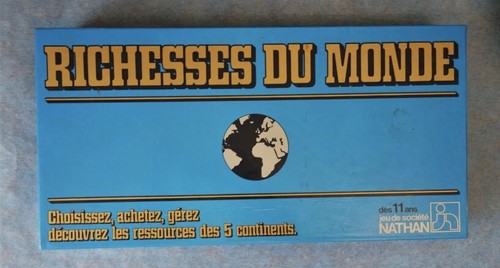 RICHESSES DU MONDE
Choisissez, achetez, gérez
découvrez les ressources des 5 continents.
dès 11 ans
jeu de société
NATHAN